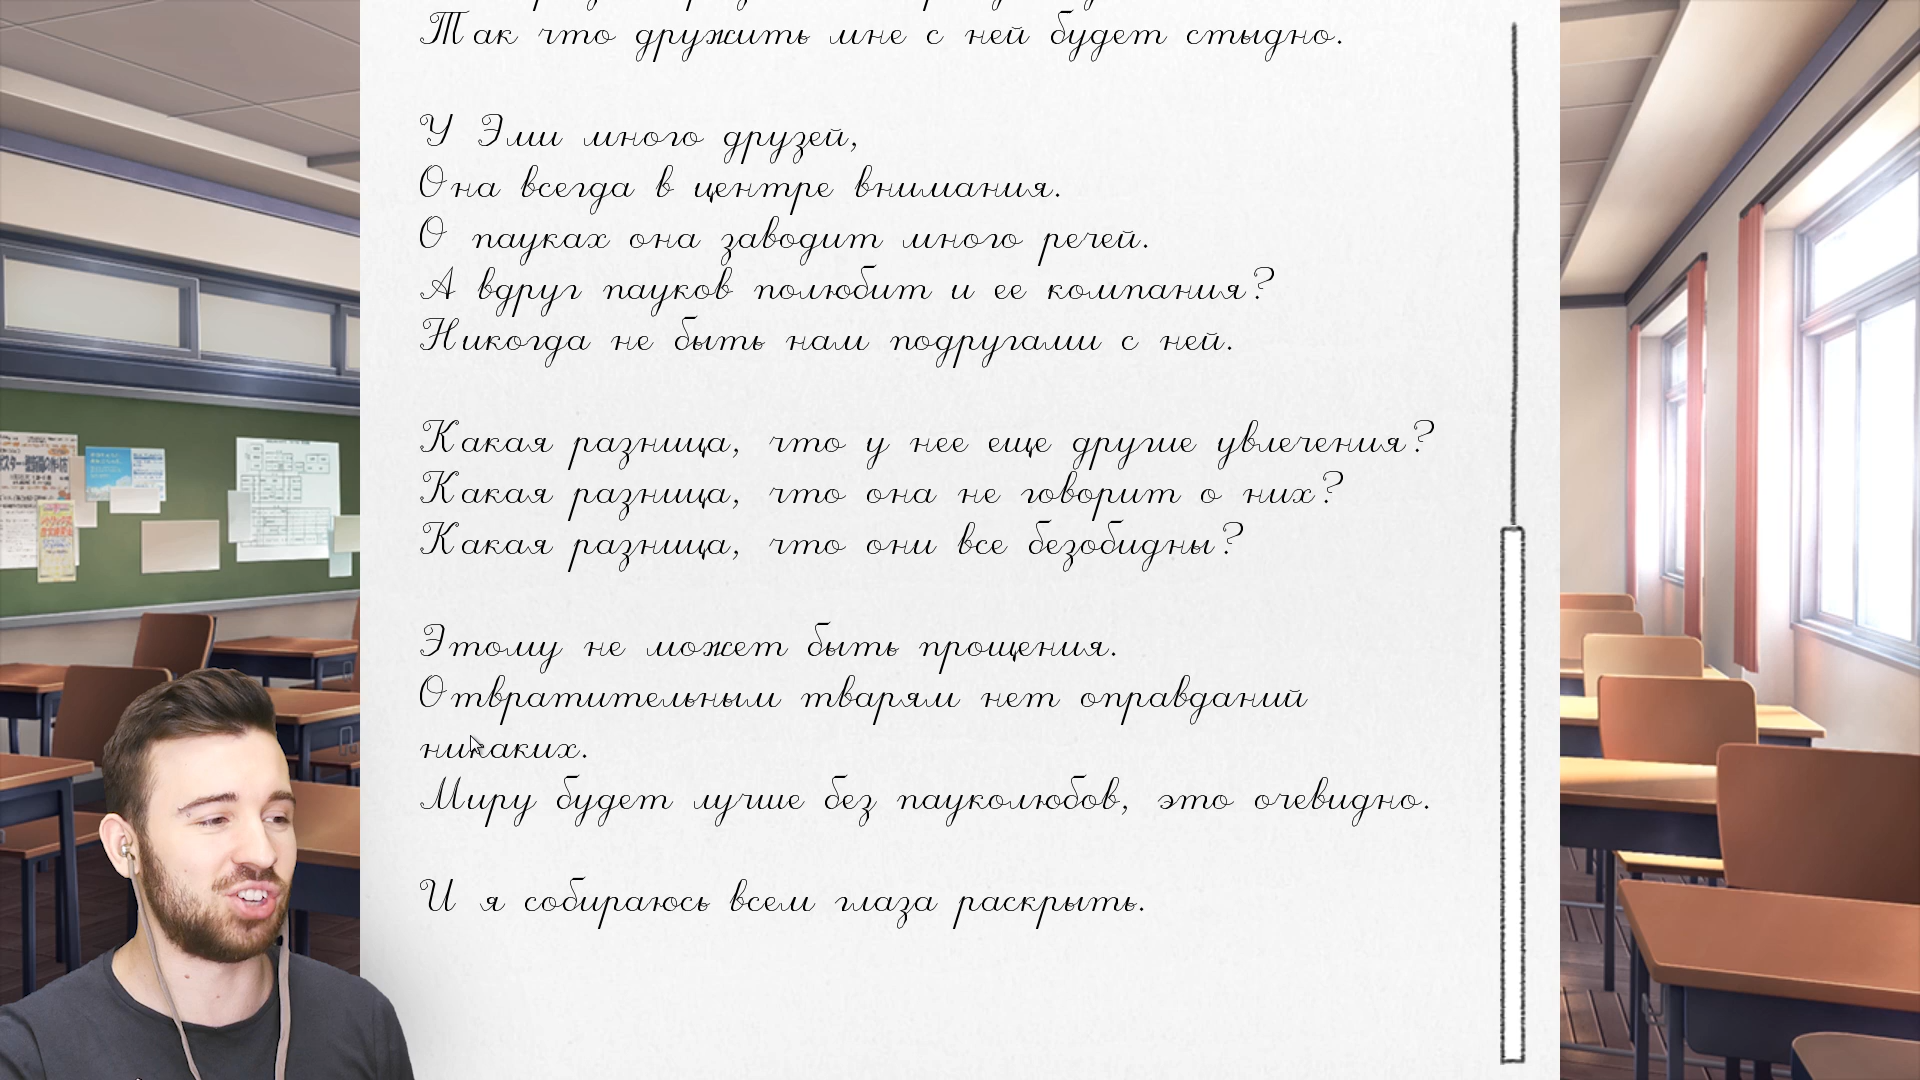 Так что дружить мне с ней будет стыдно.
У Эми много друзей,
Она всегда в центре внимания.
О пауках она заводит много речей.
А вдруг пауков полюбит и ее компания?
Никогда не быть нам подругами с ней.
Какая разница, что у нее еще другие увлечения?
Какая разница, что она не говорит о них?
Какая разница, что они все безобидны?
Этому не может быть прощения.
Отвратительным тварям нет оправданий
никаких.
Миру будет лучше без пауколюбов, это очевидно.
И я собираюсь всем глаза раскрыть.